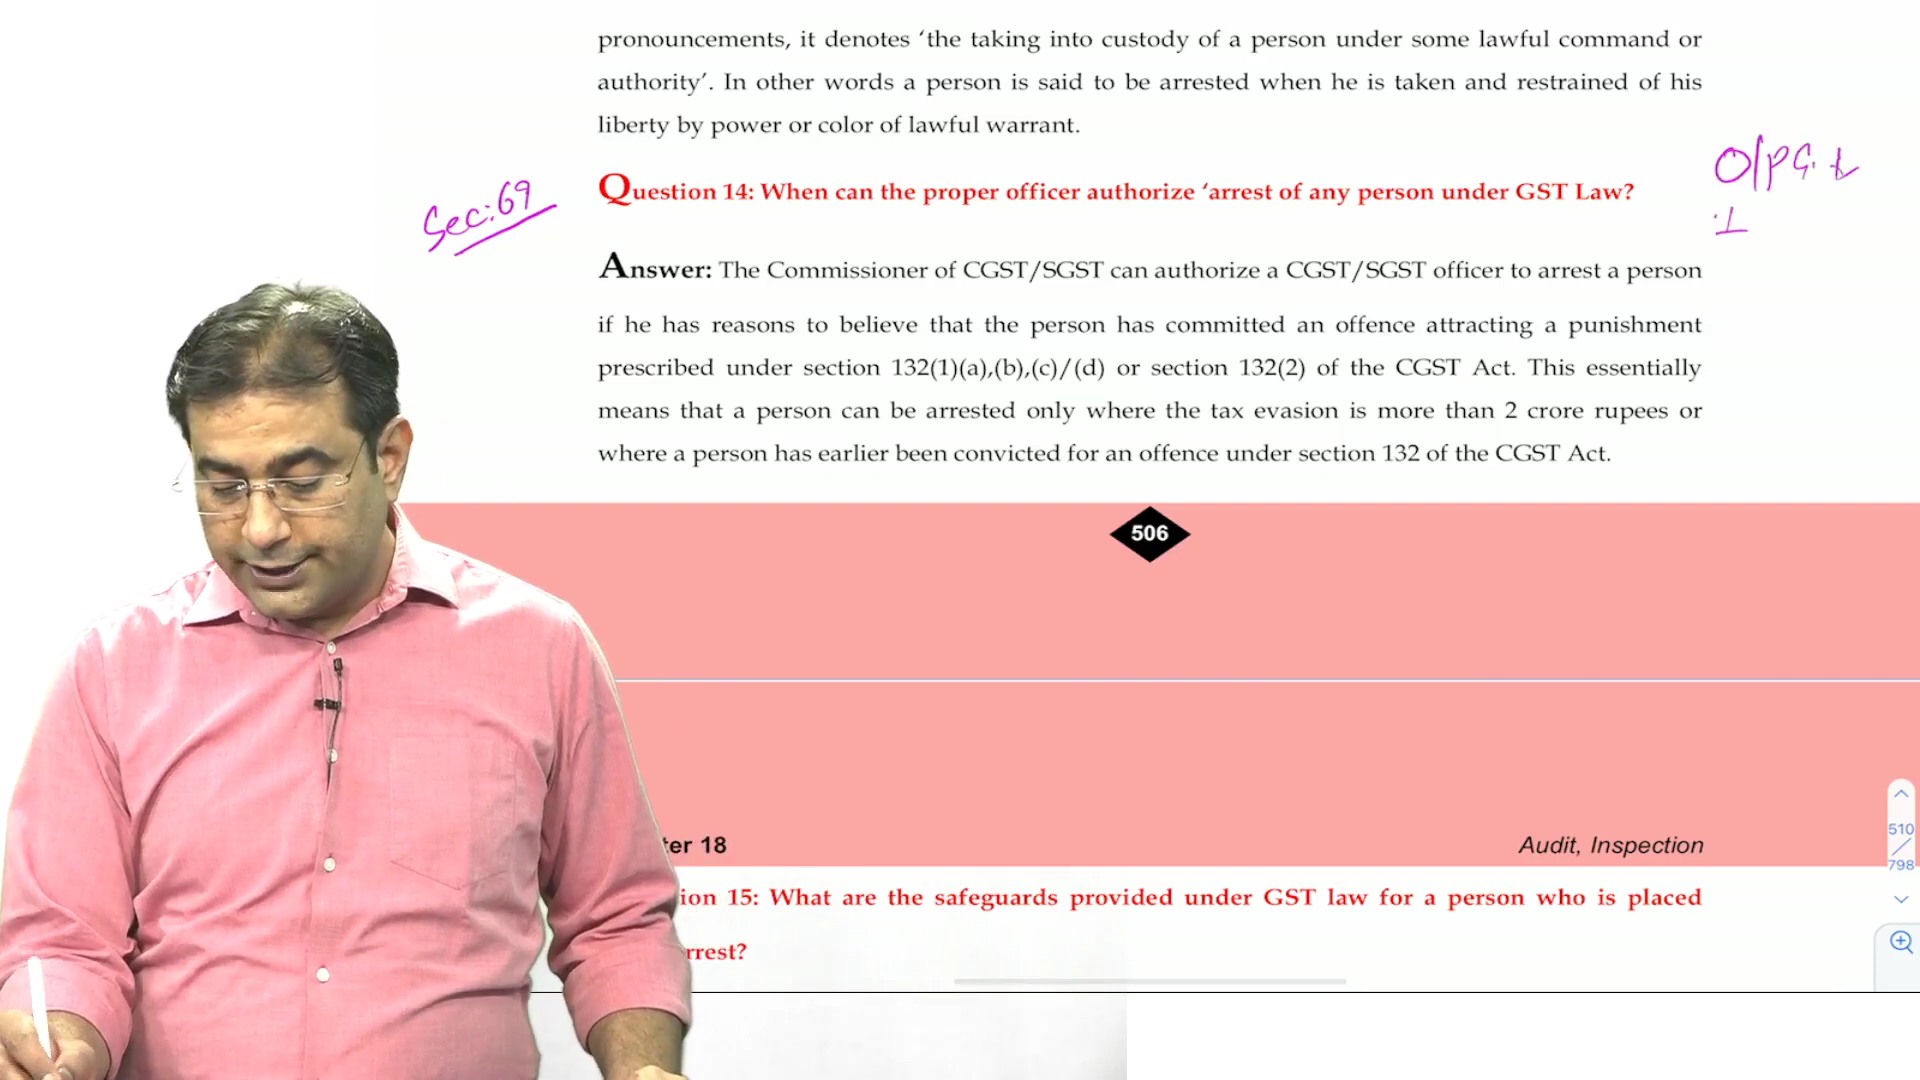 pronouncements, it denotes ‘the taking into custody of a person under some lawful command or
authority’. In other words a person is said to be arrested when he is taken and restrained of his
liberty by power or color of lawful warrant.
Sec:69
Question 14: When can the proper officer authorize ‘arrest of any person under GST Law?
Answer: The Commissioner of CGST/SGST can authorize a CGST/SGST officer to arrest a person
if he has reasons to believe that the person has committed an offence attracting a punishment
prescribed under section 132(1)(a),(b),(c)/(d) or section 132(2) of the CGST Act. This essentially
means that a person can be arrested only where the tax evasion is more than 2 crore rupees or
where a person has earlier been convicted for an offence under section 132 of the CGST Act.
506
ter 18 Audit, Inspection
510
798
ion 15: What are the safeguards provided under GST law for a person who is placed
rrest?